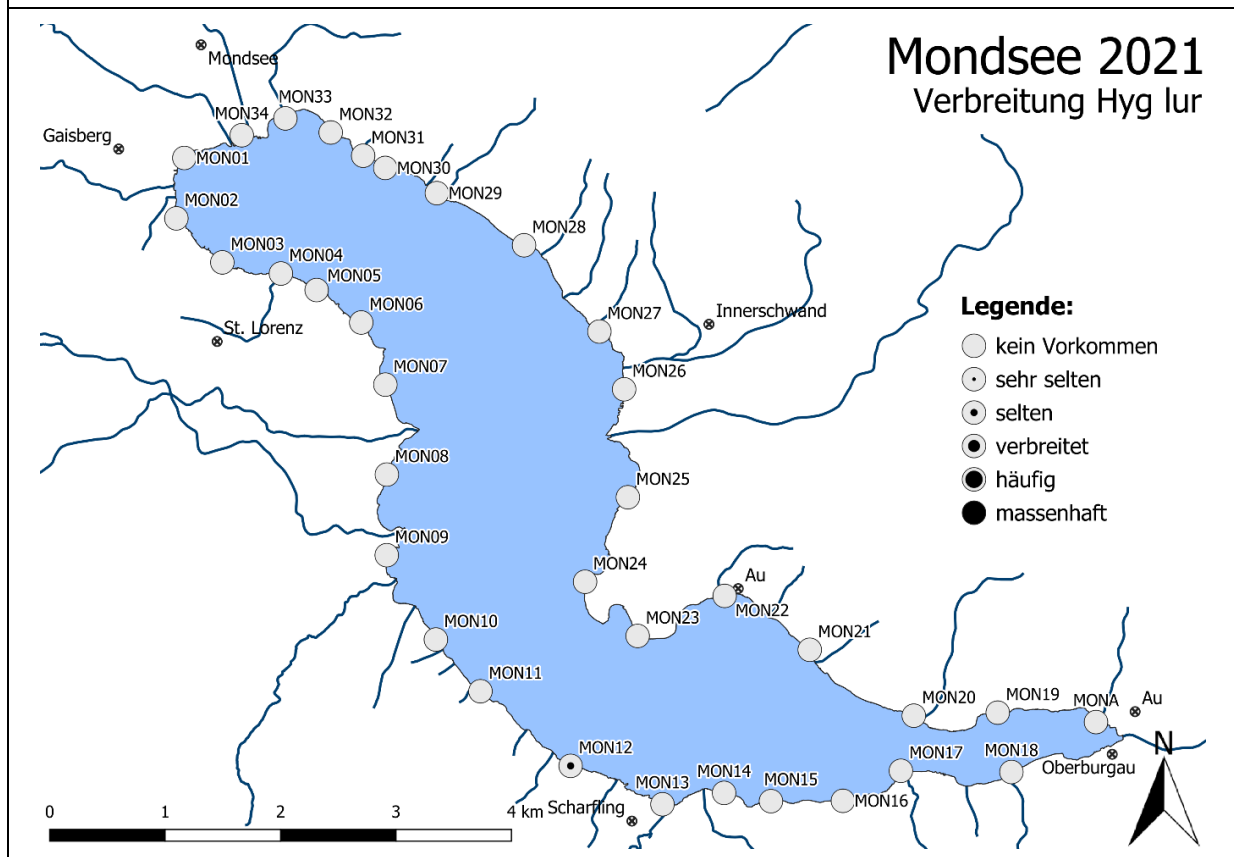 Mondsee 2021
Verbreitung Hyg lur
Mondsee
MON33
MON34
MON32
Gaisberg
MON31
MON01
MON30
MON29
MON02
MON28
MON03
MON04
MON05
MON06
MON27
Innerschwand
St. Lorenz
Legende:
kein Vorkommen
sehr selten
selten
verbreitet
häufig
massenhaft
MON07
MON26
MON08
MON25
MON09
MON24
Au
MON22
MON10
MON23
MON21
MON11
MON20
MON19
MONA
Au
N
MON12
MON17
MON18
Oberburgau
MON13
MON14
MON15
MON16
Scharfling
0 1 2 3 4 km